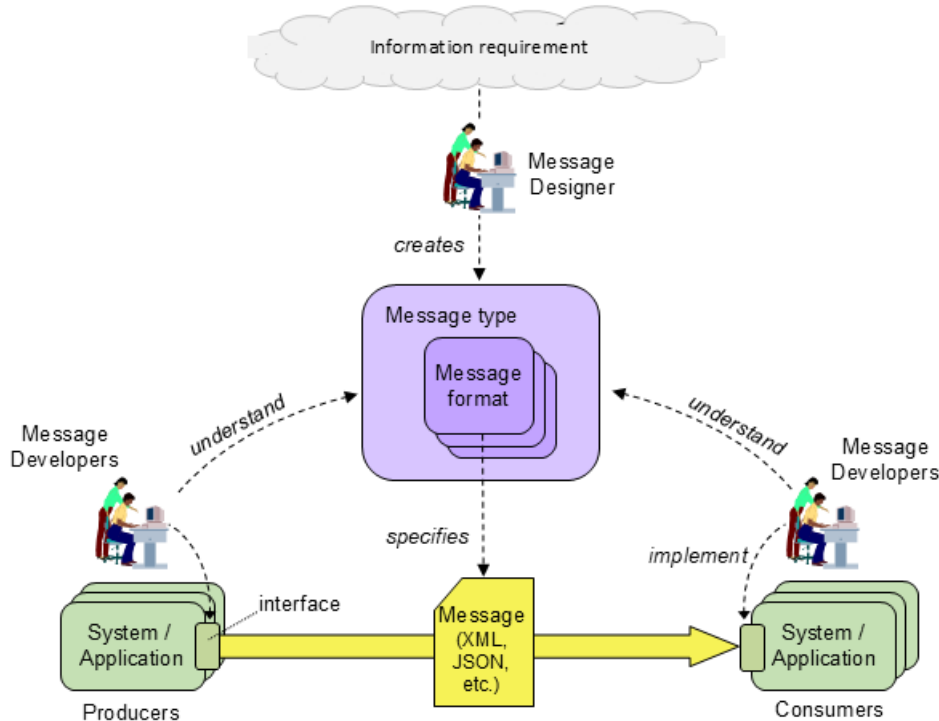 Information requirement
Message
Designer
creates
Message type
Message
format
understand
understand
Message
Developers
Message
Developers
specifies
implement
interface
System /
Application
Message
(XML,
JSON,
etc.)
System /
Application
Producers
Consumers